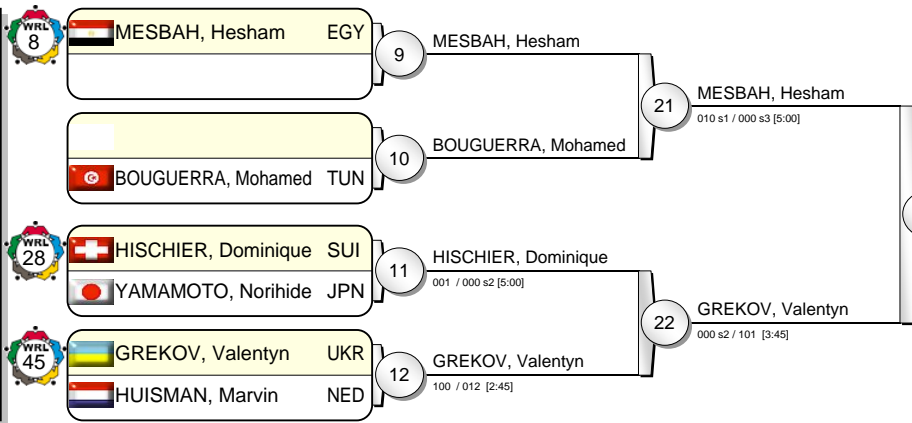 WRL
8
MESBAH, Hesham EGY
9
MESBAH, Hesham
21
MESBAH, Hesham
010 s1 / 000 s3 [5:00]
10
BOUGUERRA, Mohamed
BOUGUERRA, Mohamed TUN
WRL
28
HISCHIER, Dominique SUI
YAMAMOTO, Norihide JPN
11
HISCHIER, Dominique
001 / 000 s2 [5:00]
22
GREKOV, Valentyn
000 s2 / 101 [3:45]
WRL
45
GREKOV, Valentyn UKR
HUISMAN, Marvin NED
12
GREKOV, Valentyn
100 / 012 [2:45]